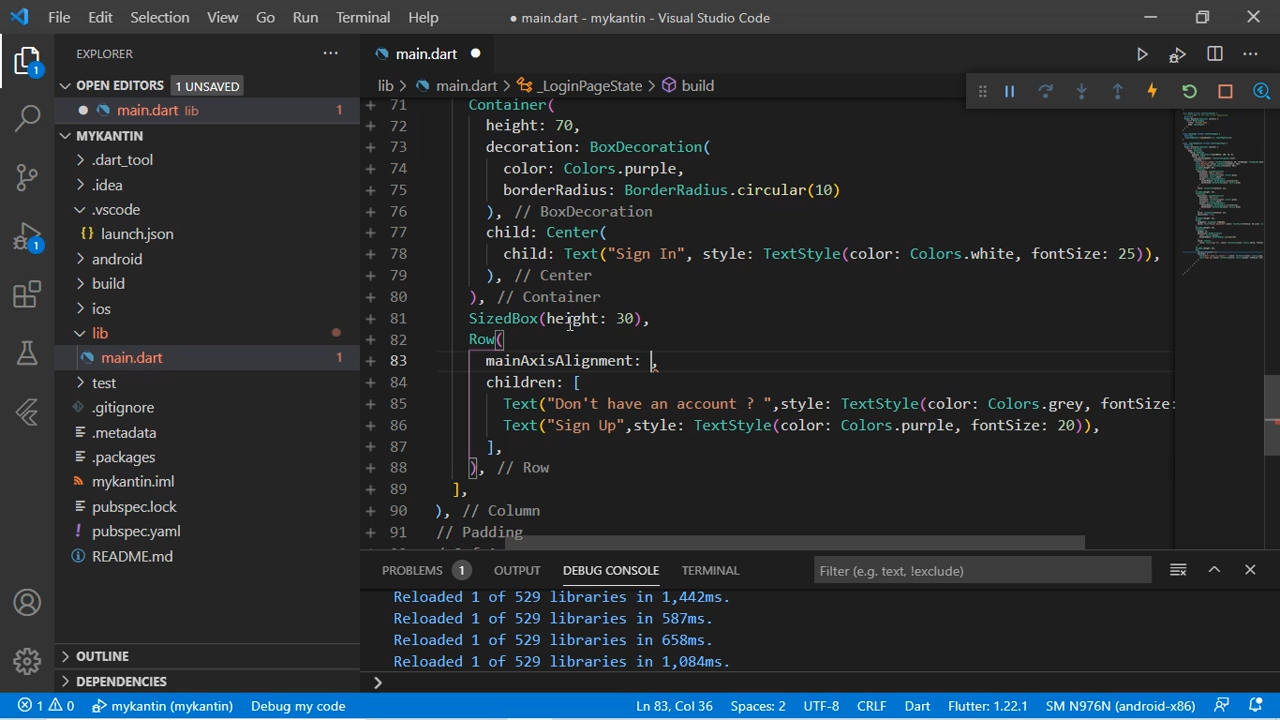 File Edit Selection View Go Run Terminal Help
● main.dart - mykantin - Visual Studio Code
EXPLORER
OPEN EDITORS 1 UNSAVED
main.dart lib 1
MYKANTIN
.dart_tool
.idea
.vscode
{} launch.json
android
build
ios
lib
main.dart 1
test
.gitignore
.metadata
.packages
mykantin.iml
pubspec.lock
! pubspec.yaml
README.md
OUTLINE
DEPENDENCIES
1
1
main.dart ●
lib > main.dart > _LoginPageState > build
71 Container(
72 height: 70,
73 decoration: BoxDecoration(
74 color: Colors.purple,
75 borderRadius: BorderRadius.circular(10)
76 ), // BoxDecoration
77 child: Center(
78 child: Text("Sign In", style: TextStyle(color: Colors.white, fontSize: 25)),
79 ), // Center
80 ), // Container
81 SizedBox(height: 30),
82 Row(
83 mainAxisAlignment: ,
84 children: [
85 Text("Don't have an account ? ",style: TextStyle(color: Colors.grey, fontSize:
86 Text("Sign Up",style: TextStyle(color: Colors.purple, fontSize: 20)),
87 ],
88 ), // Row
89 ],
90 ), // Column
91 // Padding
PROBLEMS 1 OUTPUT DEBUG CONSOLE TERMINAL Filter (e.g. text, !exclude)
Reloaded 1 of 529 libraries in 1,442ms.
Reloaded 1 of 529 libraries in 587ms.
Reloaded 1 of 529 libraries in 658ms.
Reloaded 1 of 529 libraries in 1,084ms.
>
1 0 mykantin (mykantin) Debug my code Ln 83, Col 36 Spaces: 2 UTF-8 CRLF Dart Flutter: 1.22.1 SM N976N (android-x86)